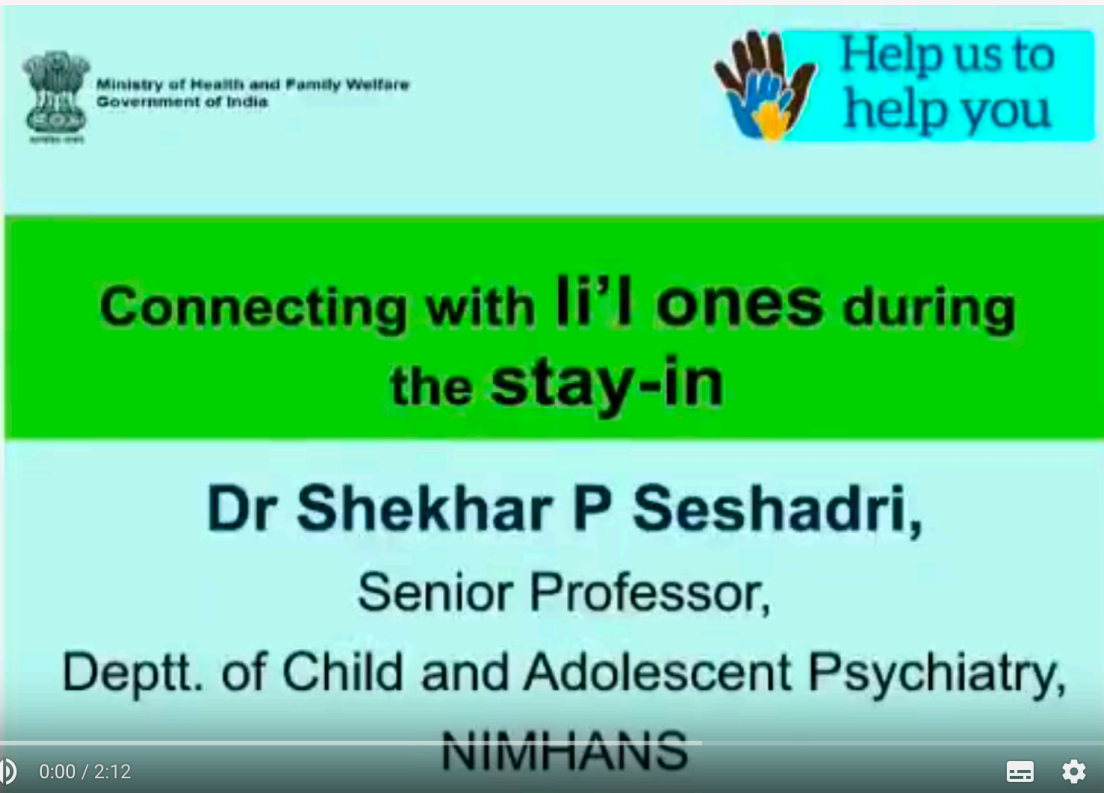 Ministry of Health and Family Welfare
Government of India
Help us to
help you
Connecting with li'l ones during
the stay-in
Dr Shekhar P Seshadri,
Senior Professor,
Deptt. of Child and Adolescent Psychiatry,
NIMHANS
0:00 / 2:12